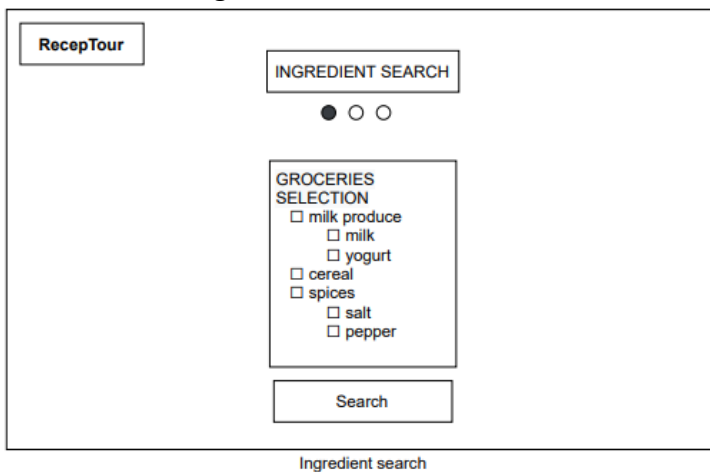 RecepTour
INGREDIENT SEARCH
GROCERIES
SELECTION
milk produce
milk
yogurt
cereal
spices
salt
pepper
Search
Ingredient search